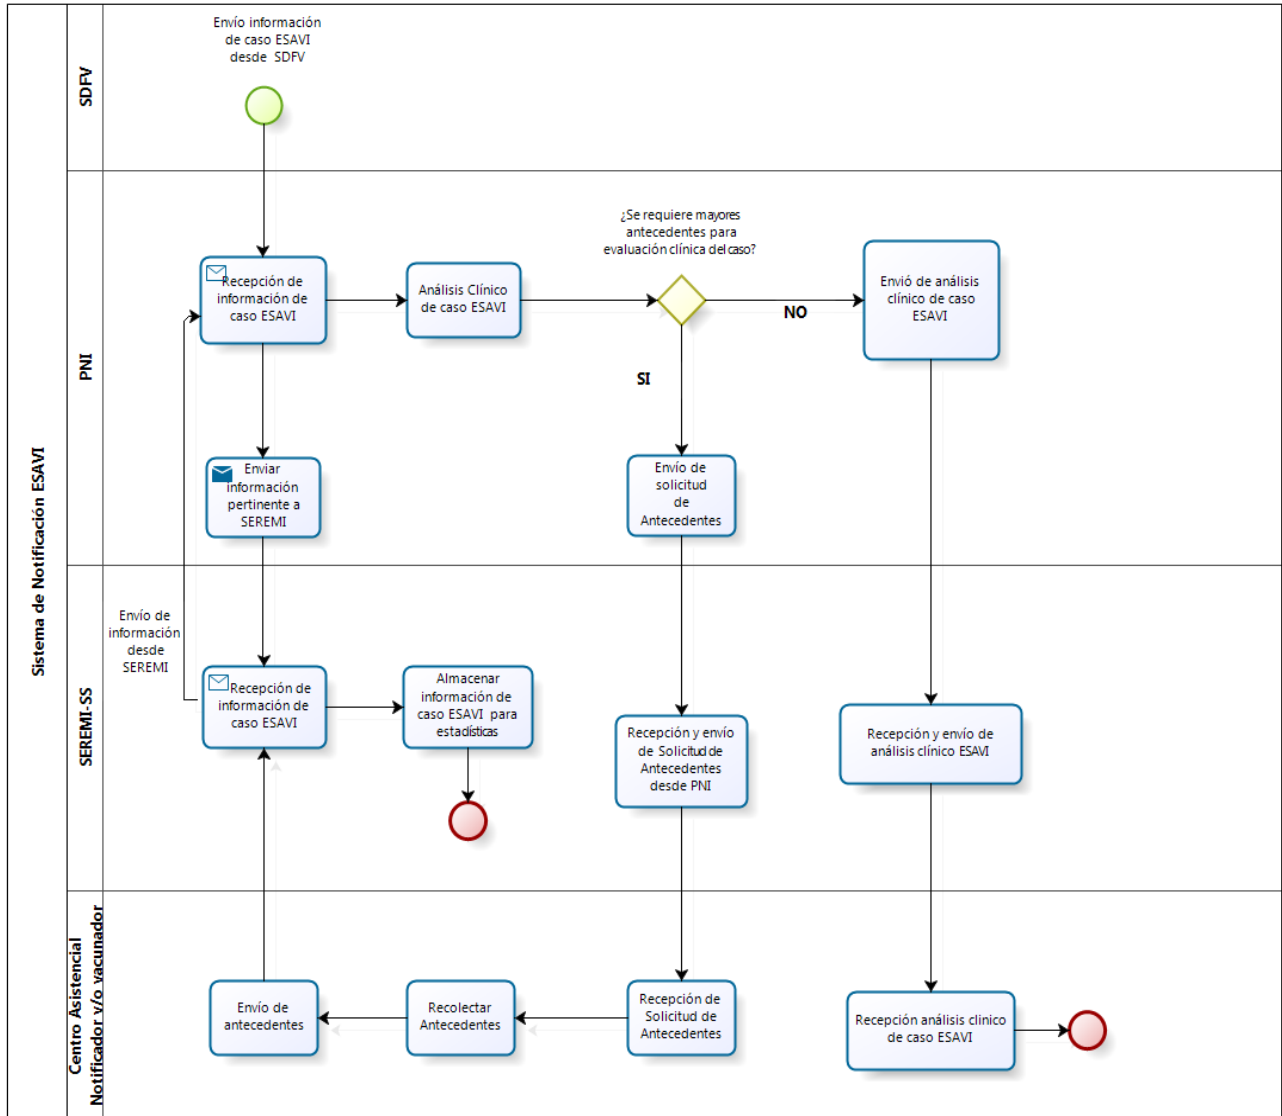 Sistema de Notificación ESAVI
SDFV
Envío información
de caso ESAVI
desde SDFV
PNI
¿Se requiere mayores
antecedentes para
evaluación clínica del caso?
Recepción de
información de
caso ESAVI
Análisis Clínico
de caso ESAVI
NO
Envió de análisis
clínico de caso
ESAVI
SI
Enviar
información
pertinente a
SEREMI
Envío de
solicitud
de
Antecedentes
SEREMI-SS
Envío de
información
desde
SEREMI
Recepción de
información de
caso ESAVI
Almacenar
información de
caso ESAVI para
estadísticas
Recepción y envío
de Solicitud de
Antecedentes
desde PNI
Recepción y envío de
análisis clínico ESAVI
Centro Asistencial
Notificador y/o vacunador
Envío de
antecedentes
Recolectar
Antecedentes
Recepción de
Solicitud de
Antecedentes
Recepción análisis clinico
de caso ESAVI